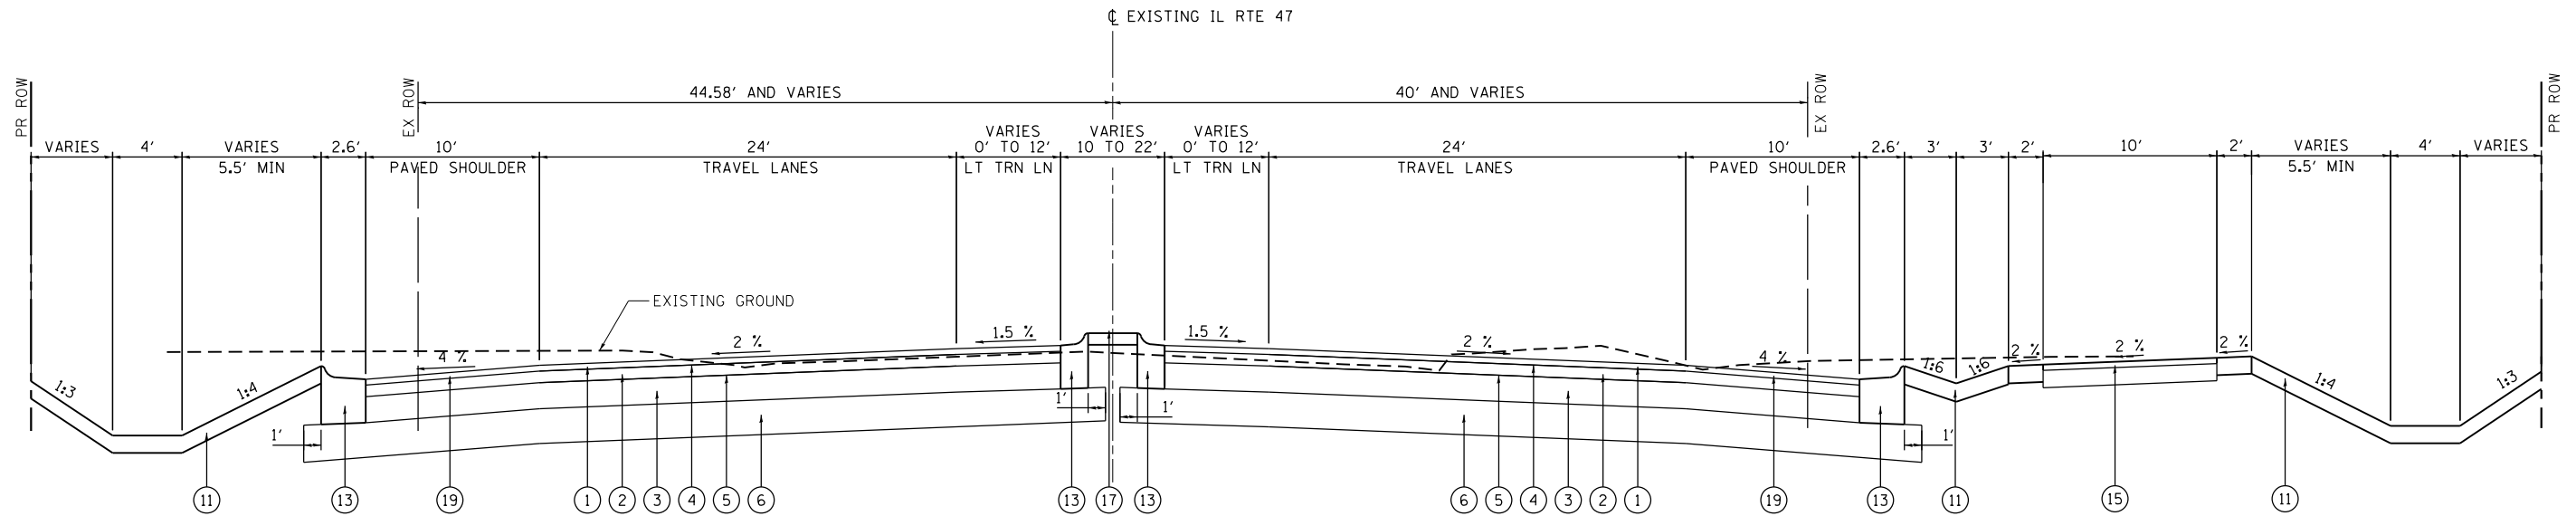 ℄ EXISTING IL RTE 47
PR ROW
EX ROW
44.58' AND VARIES
40' AND VARIES
EX ROW
PR ROW
VARIES
4'
VARIES
5.5' MIN
2.6'
10'
PAVED SHOULDER
24'
TRAVEL LANES
VARIES
0' TO 12'
LT TRN LN
VARIES
10 TO 22'
VARIES
0' TO 12'
LT TRN LN
24'
TRAVEL LANES
10'
PAVED SHOULDER
2.6'
3'
3'
2'
10'
2'
VARIES
5.5' MIN
4'
VARIES
EXISTING GROUND
1:3
1:4
4 %
2 %
1.5 %
1.5 %
2 %
4 %
1:6
1:6
2 %
2 %
2 %
1:4
1:3
1'
1'
1'
1'
11
13
19
1
2
3
4
5
6
13
17
13
6
5
4
3
2
1
19
13
11
15
11